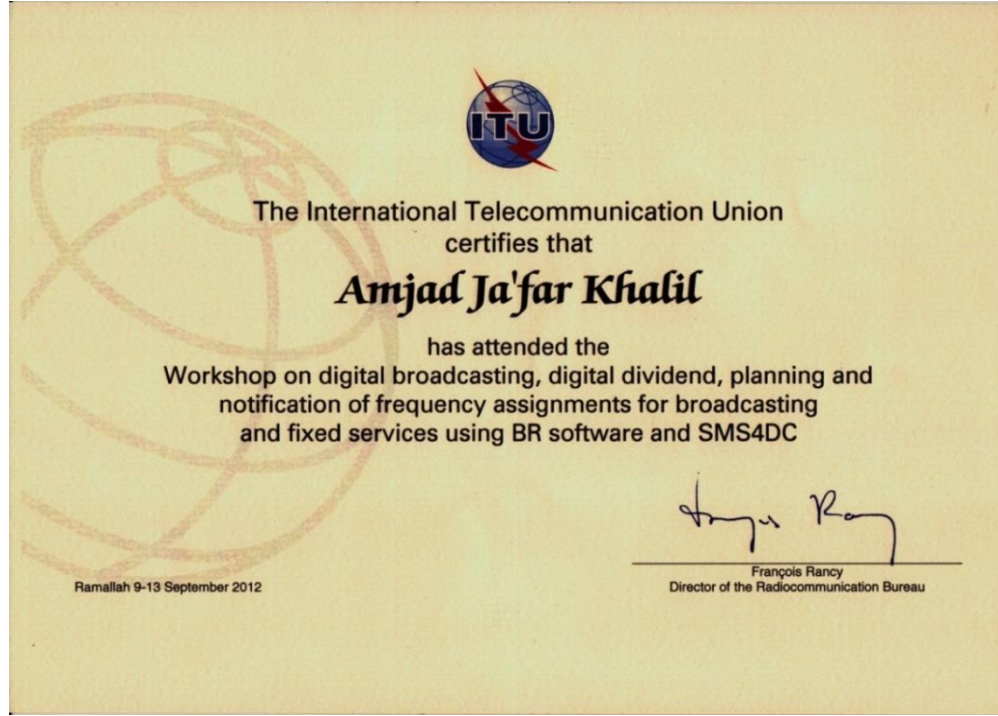 ITU
The International Telecommunication Union
certifies that
Amjad Ja'far Khalil
has attended the
Workshop on digital broadcasting, digital dividend, planning and
notification of frequency assignments for broadcasting
and fixed services using BR software and SMS4DC
François Rancy
Ramallah 9-13 September 2012
Director of the Radiocommunication Bureau